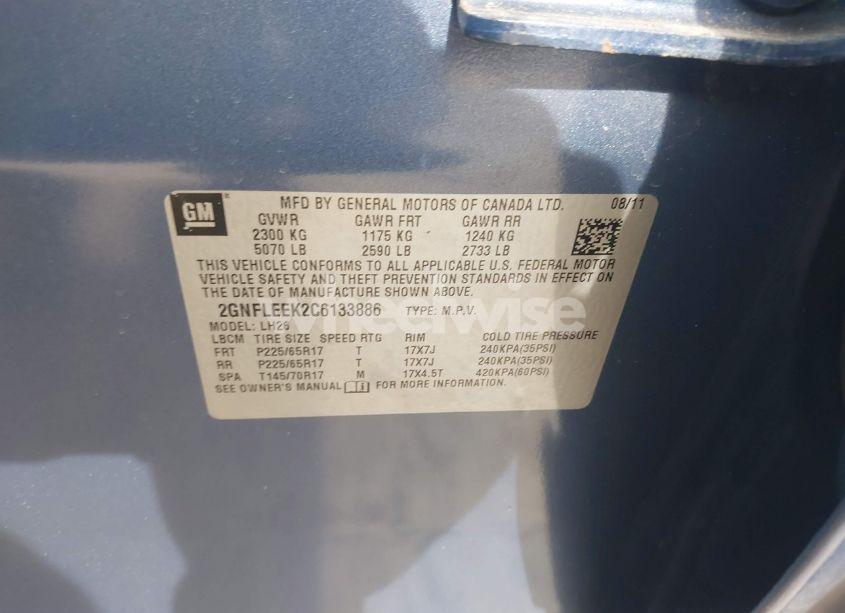 GM
MFD BY GENERAL MOTORS OF CANADA LTD. 08/11
GVWR GAWR FRT GAWR RR
2300 KG 1175 KG 1240 KG
5070 LB 2590 LB 2733 LB
THIS VEHICLE CONFORMS TO ALL APPLICABLE U.S. FEDERAL MOTOR
VEHICLE SAFETY AND THEFT PREVENTION STANDARDS IN EFFECT ON
THE DATE OF MANUFACTURE SHOWN ABOVE.
2GNFLEEK2C6133886 TYPE: M.P.V.
wheelwise
MODEL: LH26
LBCM TIRE SIZE SPEED RTG RIM COLD TIRE PRESSURE
FRT P225/65R17 T 17X7J 240KPA(35PSI)
RR P225/65R17 T 17X7J 240KPA(35PSI)
SPA T145/70R17 M 17X4.5T 420KPA(60PSI)
SEE OWNER'S MANUAL FOR MORE INFORMATION.